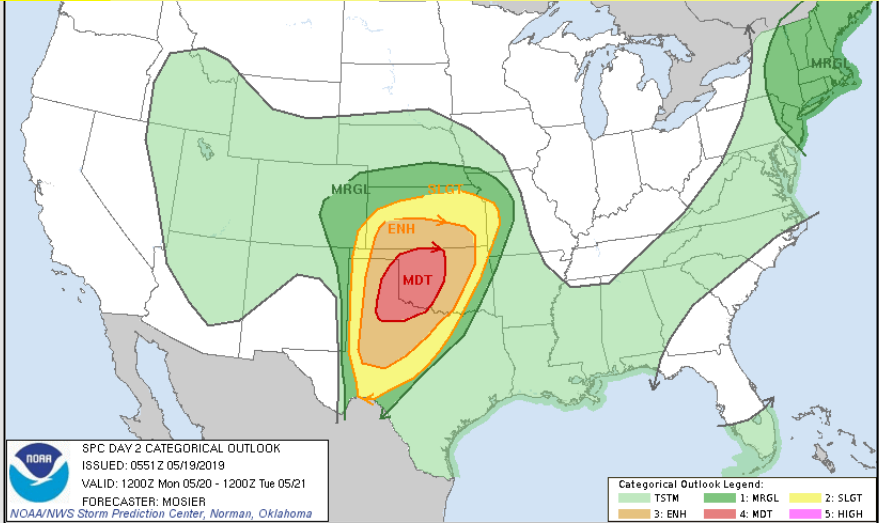 MRGL
MRGL
SLGT
ENH
MDT
NOAA
SPC DAY 2 CATEGORICAL OUTLOOK
ISSUED: 0551Z 05/19/2019
VALID: 1200Z Mon 05/20 - 1200Z Tue 05/21
FORECASTER: MOSIER
NOAA/NWS Storm Prediction Center, Norman, Oklahoma
Categorical Outlook Legend:
TSTM 1: MRGL 2: SLGT
3: ENH 4: MDT 5: HIGH